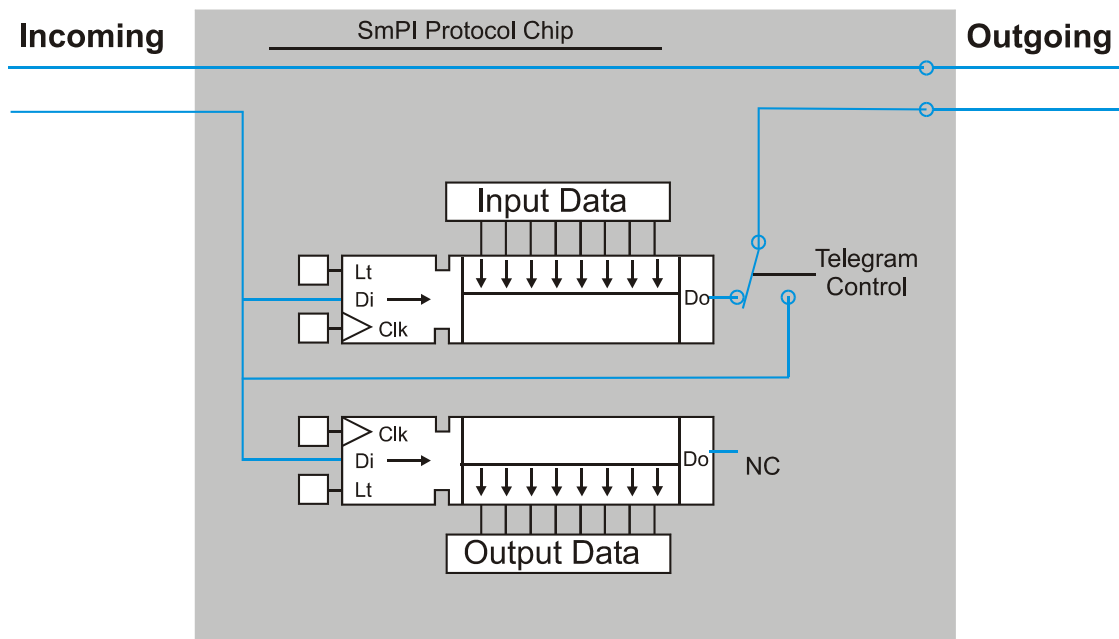 SmPI Protocol Chip
Incoming
Outgoing
Input Data
Lt
Di
Clk
Do
Telegram
Control
Clk
Di
Lt
Do
NC
Output Data